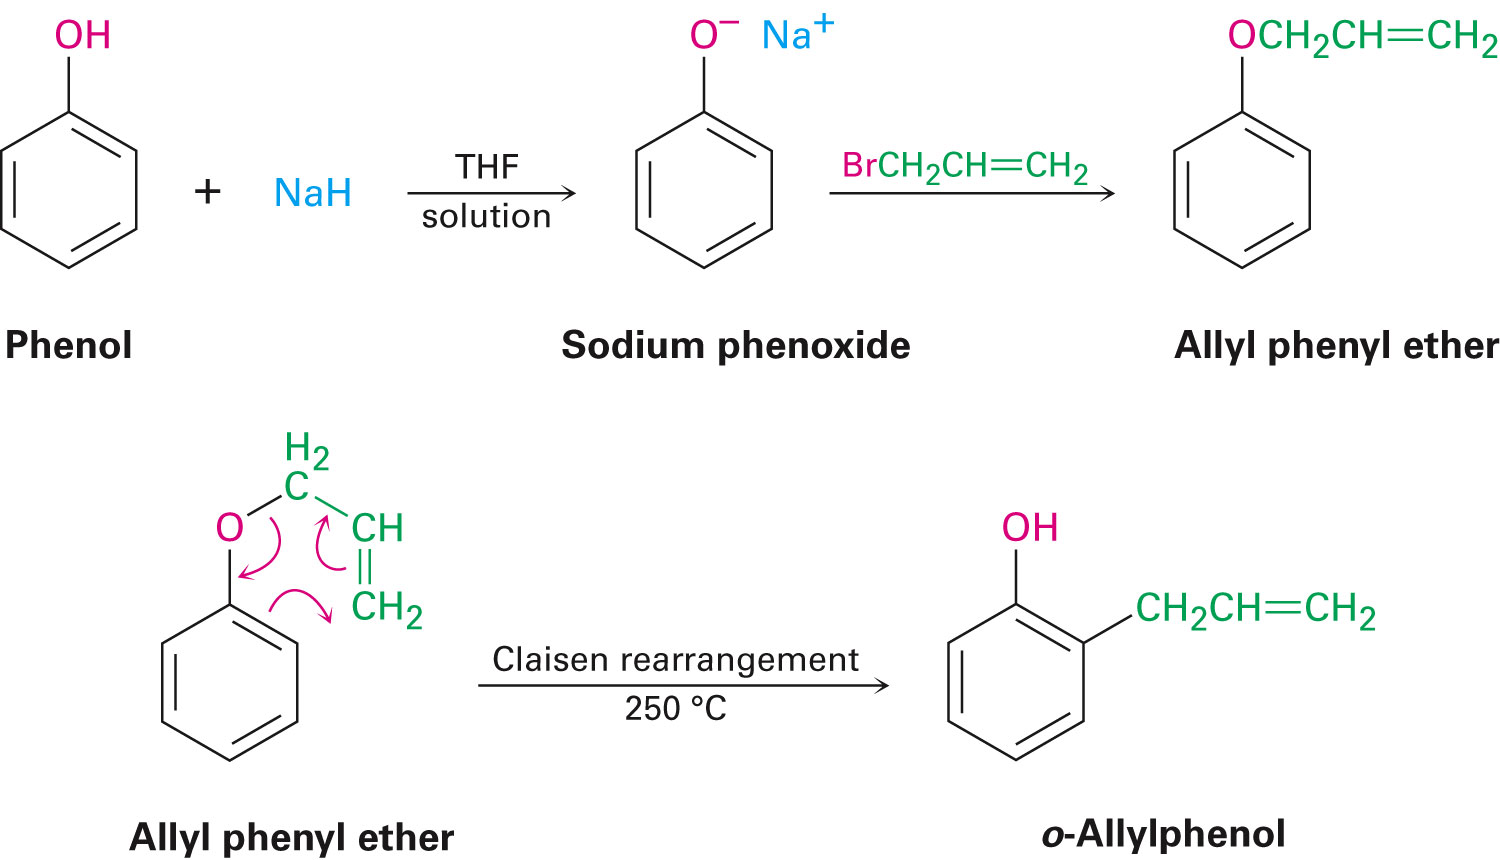 OH
+ NaH
THF
solution
O⁻ Na⁺
BrCH₂CH=CH₂
OCH₂CH=CH₂
Phenol
Sodium phenoxide
Allyl phenyl ether
H₂
C
O
CH
CH₂
Claisen rearrangement
250 °C
OH
CH₂CH=CH₂
Allyl phenyl ether
o-Allylphenol